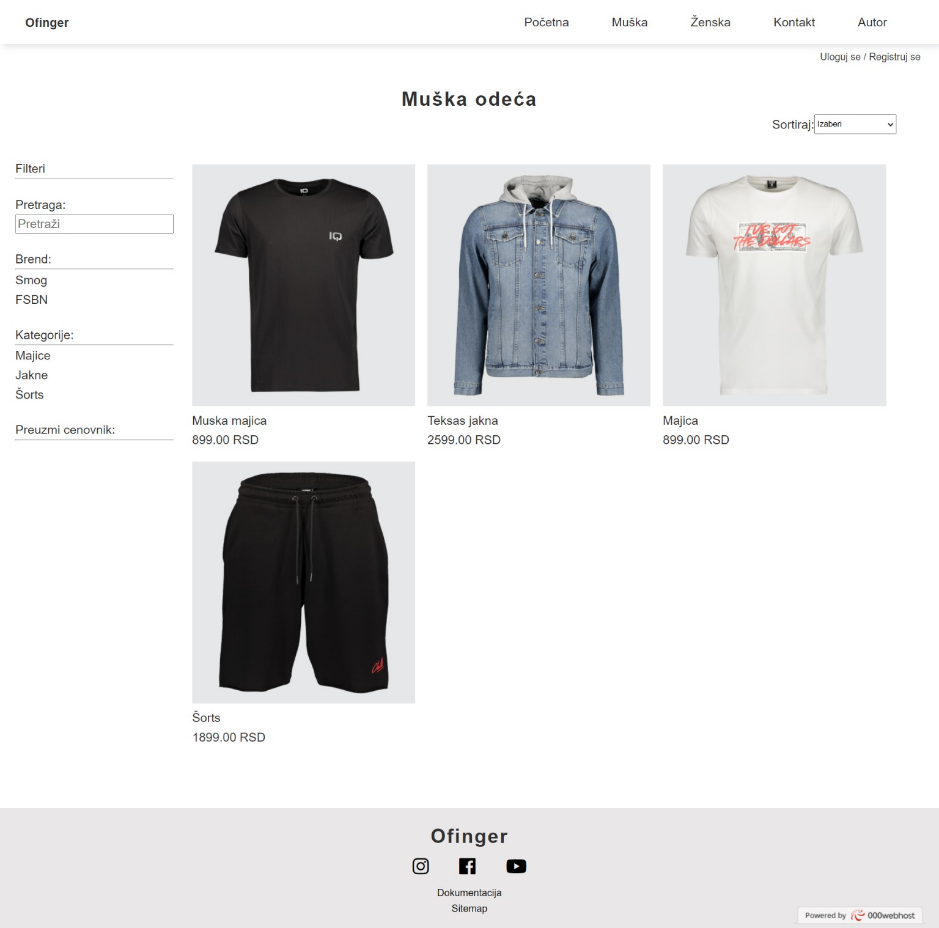 Ofinger
Početna
Muška
Ženska
Kontakt
Autor
Uloguj se / Registruj se
Muška odeća
Sortiraj: Izaberi
Filteri
Pretraga:
Pretraži
Brend:
Smog
FSBN
Kategorije:
Majice
Jakne
Šorts
Preuzmi cenovnik:
IQ
Muska majica
899.00 RSD
Teksas jakna
2599.00 RSD
I'VE GOT
THE DOLLARS
Majica
899.00 RSD
Šorts
1899.00 RSD
Ofinger
Dokumentacija
Sitemap
Powered by 000webhost